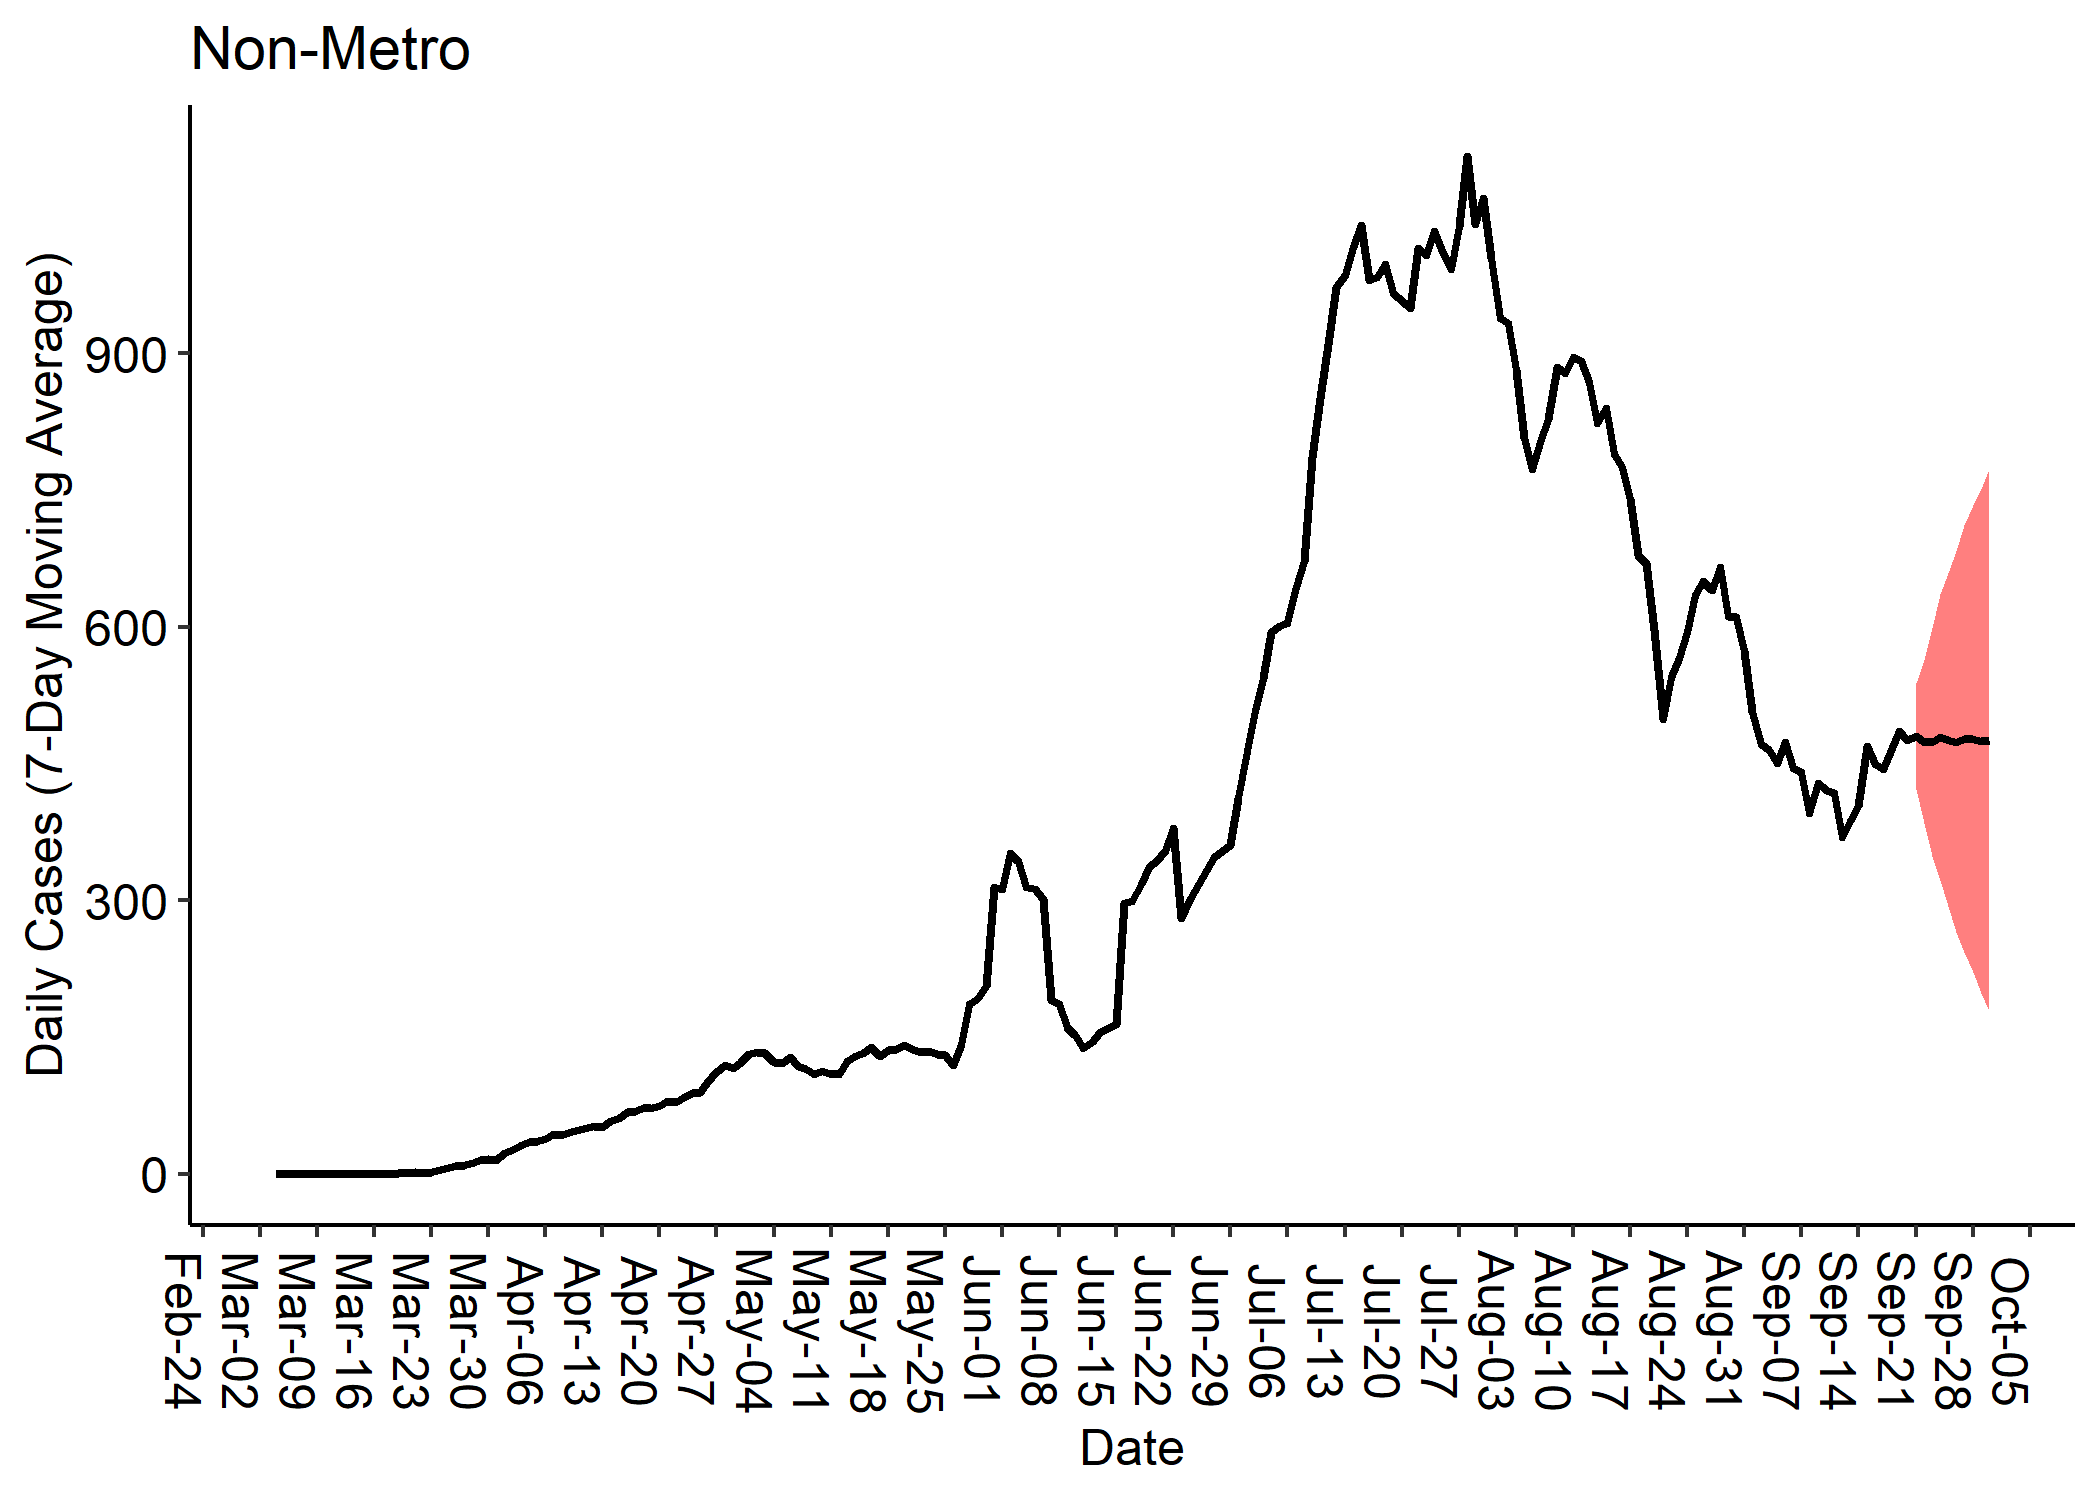 Non-Metro
Daily Cases (7-Day Moving Average)
900
600
300
0
Feb-24
Mar-02
Mar-09
Mar-16
Mar-23
Mar-30
Apr-06
Apr-13
Apr-20
Apr-27
May-04
May-11
May-18
May-25
Jun-01
Jun-08
Jun-15
Jun-22
Jun-29
Jul-06
Jul-13
Jul-20
Jul-27
Aug-03
Aug-10
Aug-17
Aug-24
Aug-31
Sep-07
Sep-14
Sep-21
Sep-28
Oct-05
Date